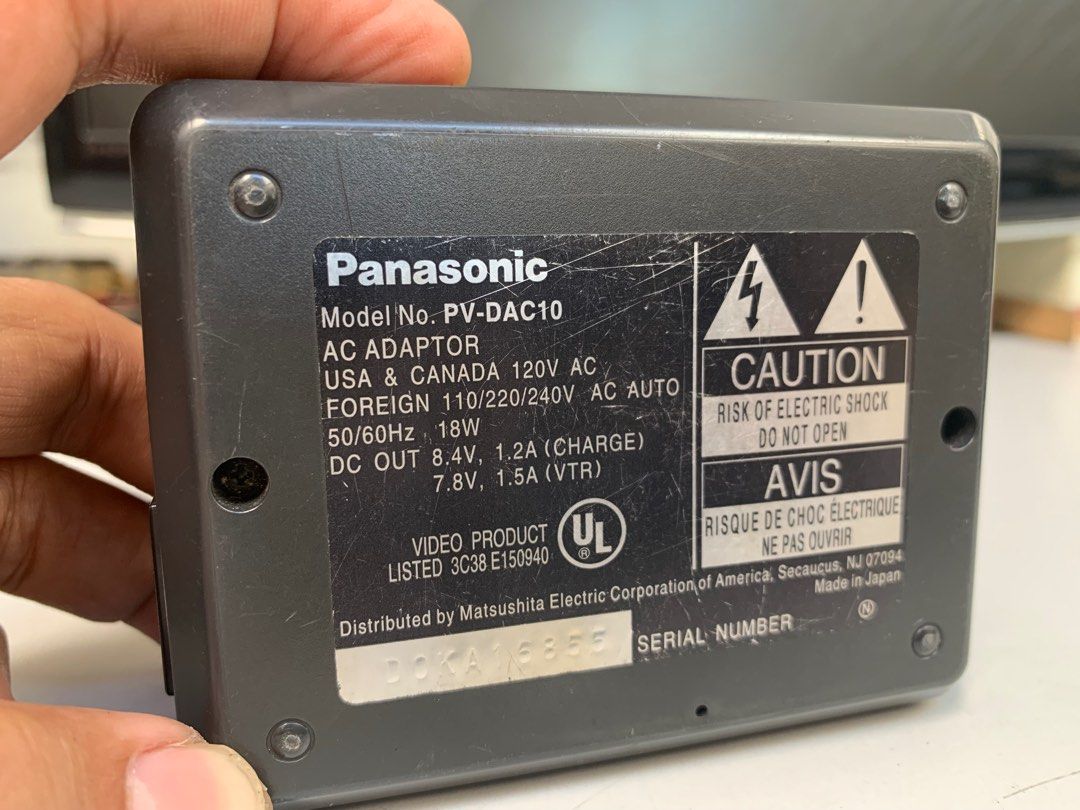 Panasonic
Model No. PV-DAC10
AC ADAPTOR
USA & CANADA 120V AC
FOREIGN 110/220/240V AC AUTO
50/60Hz 18W
DC OUT 8.4V, 1.2A (CHARGE)
7.8V, 1.5A (VTR)
VIDEO PRODUCT
LISTED 3C38 E150940
UL
®
CAUTION
RISK OF ELECTRIC SHOCK
DO NOT OPEN
AVIS
RISQUE DE CHOC ÉLECTRIQUE
NE PAS OUVRIR
Distributed by Matsushita Electric Corporation of America, Secaucus, NJ 07094
Made in Japan
N
SERIAL NUMBER